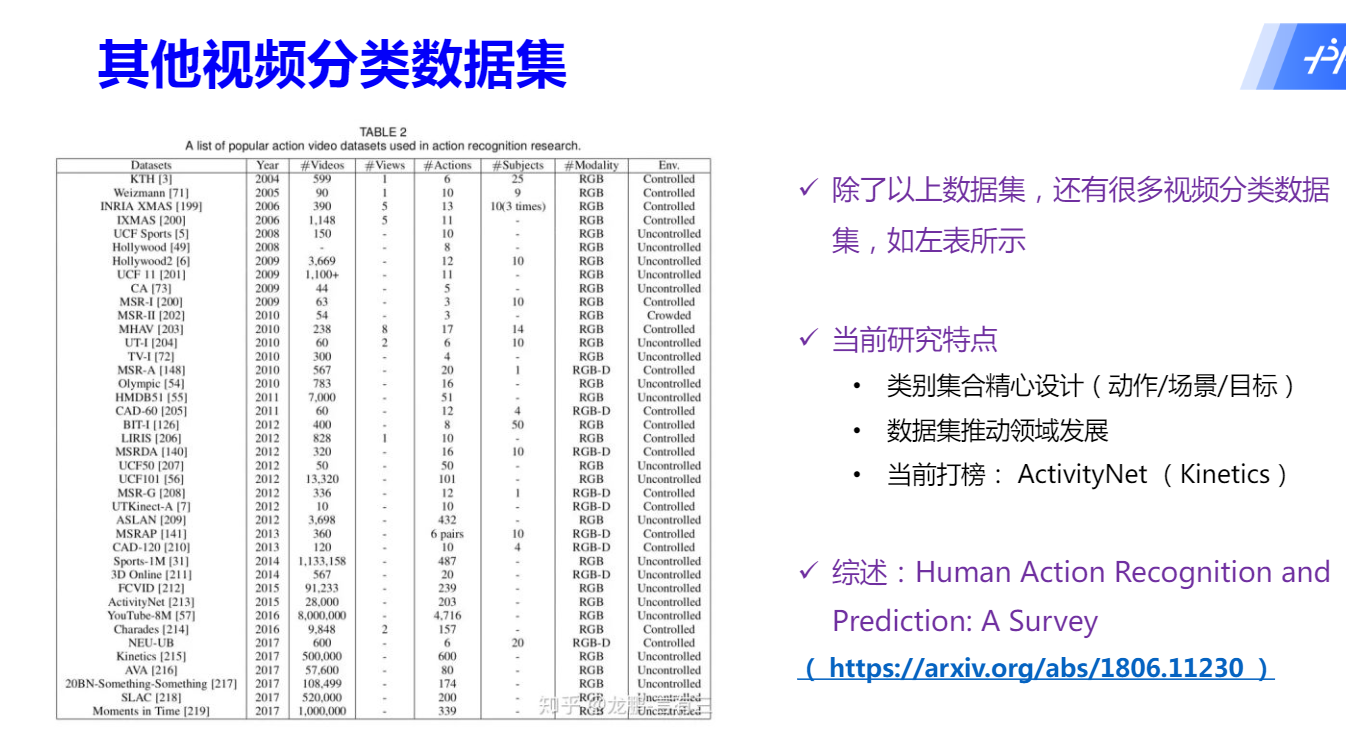 其他视频分类数据集
TABLE 2
A list of popular action video datasets used in action recognition research.
Datasets Year #Videos #Views #Actions #Subjects #Modality Env.
KTH [3] 2004 599 1 6 25 RGB Controlled
Weizmann [71] 2005 90 1 10 9 RGB Controlled
INRIA XMAS [199] 2006 390 5 13 10(3 times) RGB Controlled
IXMAS [200] 2006 1,148 5 11 - RGB Controlled
UCF Sports [5] 2008 150 - 10 - RGB Uncontrolled
Hollywood [49] 2008 - - 8 - RGB Uncontrolled
Hollywood2 [6] 2009 3,669 - 12 10 RGB Uncontrolled
UCF 11 [201] 2009 1,100+ - 11 - RGB Uncontrolled
CA [73] 2009 44 - 5 - RGB Uncontrolled
MSR-I [200] 2009 63 - 3 10 RGB Controlled
MSR-II [202] 2010 54 - 3 - RGB Crowded
MHAV [203] 2010 238 8 17 14 RGB Controlled
UT-I [204] 2010 60 2 6 10 RGB Uncontrolled
TV-I [72] 2010 300 - 4 - RGB Uncontrolled
MSR-A [148] 2010 567 - 20 1 RGB-D Controlled
Olympic [54] 2010 783 - 16 - RGB Uncontrolled
HMDB51 [55] 2011 7,000 - 51 - RGB Uncontrolled
CAD-60 [205] 2011 60 - 12 4 RGB-D Controlled
BIT-I [126] 2012 400 - 8 50 RGB Controlled
LIRIS [206] 2012 828 1 10 - RGB Controlled
MSRDA [140] 2012 320 - 16 10 RGB-D Controlled
UCF50 [207] 2012 50 - 50 - RGB Uncontrolled
UCF101 [56] 2012 13,320 - 101 - RGB Uncontrolled
MSR-G [208] 2012 336 - 12 1 RGB-D Controlled
UTKinect-A [7] 2012 10 - 10 - RGB-D Controlled
ASLAN [209] 2012 3,698 - 432 - RGB Uncontrolled
MSRAP [141] 2013 360 - 6 pairs 10 RGB-D Controlled
CAD-120 [210] 2013 120 - 10 4 RGB-D Controlled
Sports-1M [31] 2014 1,133,158 - 487 - RGB Uncontrolled
3D Online [211] 2014 567 - 20 - RGB-D Uncontrolled
FCVID [212] 2015 91,233 - 239 - RGB Uncontrolled
ActivityNet [213] 2015 28,000 - 203 - RGB Uncontrolled
YouTube-8M [57] 2016 8,000,000 - 4,716 - RGB Uncontrolled
Charades [214] 2016 9,848 2 157 - RGB Controlled
NEU-UB 2017 600 - 6 20 RGB-D Controlled
Kinetics [215] 2017 500,000 - 600 - RGB Uncontrolled
AVA [216] 2017 57,600 - 80 - RGB Uncontrolled
20BN-Something-Something [217] 2017 108,499 - 174 - RGB Uncontrolled
SLAC [218] 2017 520,000 - 200 - RGB Uncontrolled
Moments in Time [219] 2017 1,000,000 - 339 - RGB Uncontrolled
知乎 @龙鹏-言有三
✓ 除了以上数据集，还有很多视频分类数据
集，如左表所示
✓ 当前研究特点
• 类别集合精心设计（动作/场景/目标）
• 数据集推动领域发展
• 当前打榜： ActivityNet （Kinetics）
✓ 综述：Human Action Recognition and
Prediction: A Survey
（ https://arxiv.org/abs/1806.11230 ）